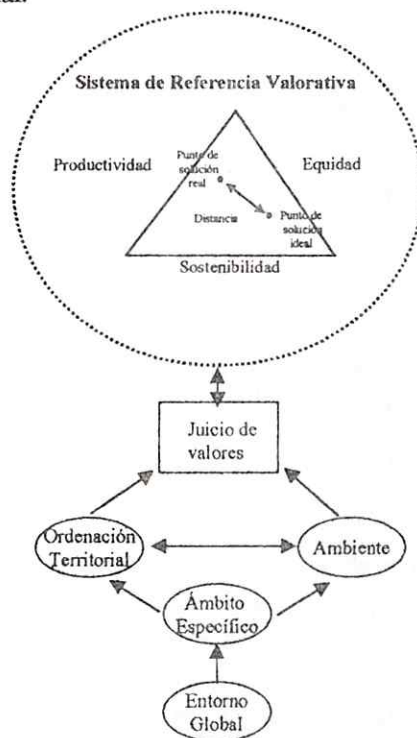 Sistema de Referencia Valorativa
Productividad
Punto de
solución
real
Equidad
Distancia
Punto de
solución
ideal
Sostenibilidad
Juicio de
valores
Ordenación
Territorial
Ambiente
Ámbito
Específico
Entorno
Global